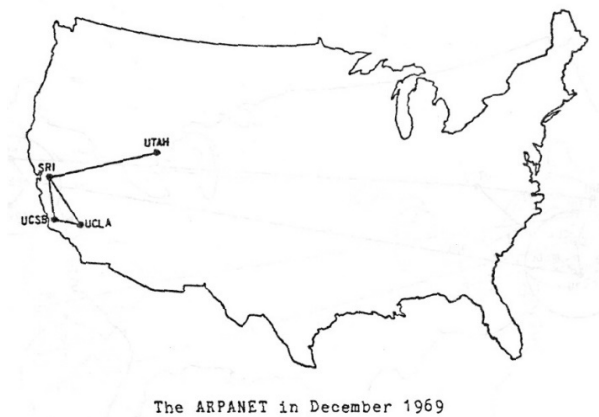 UTAH
SRI
UCSB
UCLA
The ARPANET in December 1969